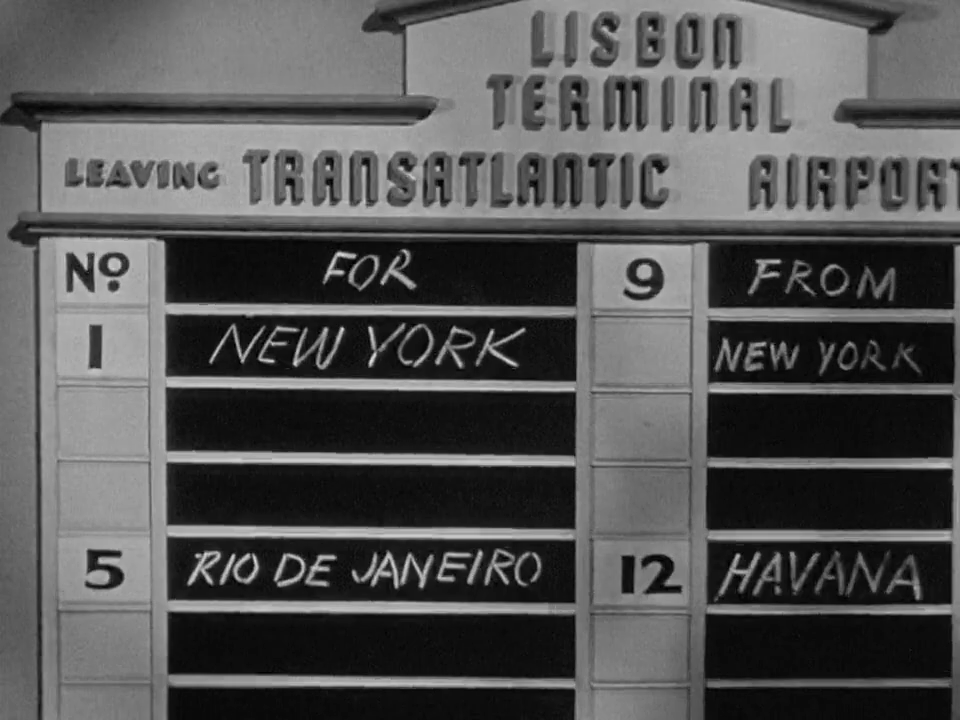 LISBON
TERMINAL
LEAVING TRANSATLANTIC AIRPORT
Nº FOR 9 FROM
1 NEW YORK NEW YORK
5 RIO DE JANEIRO 12 HAVANA